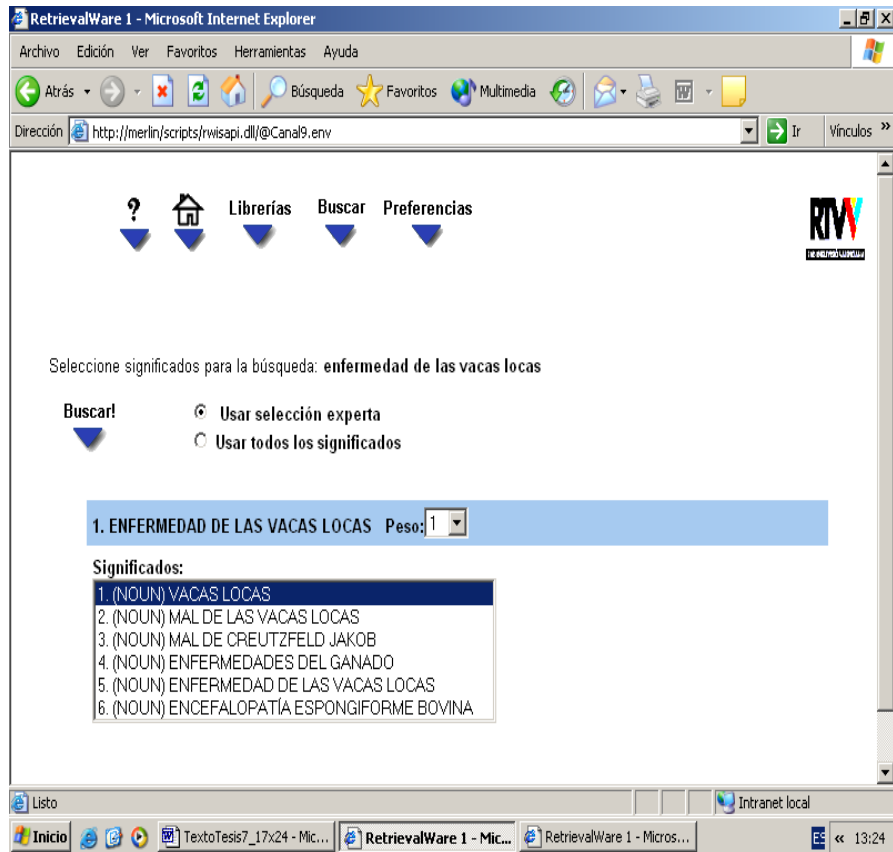 RetrievalWare 1 - Microsoft Internet Explorer
Archivo Edición Ver Favoritos Herramientas Ayuda
Atrás Búsqueda Favoritos Multimedia
Dirección http://merlin/scripts/rwisapi.dll/@Canal9.env Ir Vínculos »
? Librerías Buscar Preferencias
RTVV
Seleccione significados para la búsqueda: enfermedad de las vacas locas
Buscar! Usar selección experta
Usar todos los significados
1. ENFERMEDAD DE LAS VACAS LOCAS Peso: 1
Significados:
1. (NOUN) VACAS LOCAS
2. (NOUN) MAL DE LAS VACAS LOCAS
3. (NOUN) MAL DE CREUTZFELD JAKOB
4. (NOUN) ENFERMEDADES DEL GANADO
5. (NOUN) ENFERMEDAD DE LAS VACAS LOCAS
6. (NOUN) ENCEFALOPATÍA ESPONGIFORME BOVINA
Listo Intranet local
Inicio TextoTesis7_17x24 - Mic... RetrievalWare 1 - Mic... RetrievalWare 1 - Micros... ES « 13:24